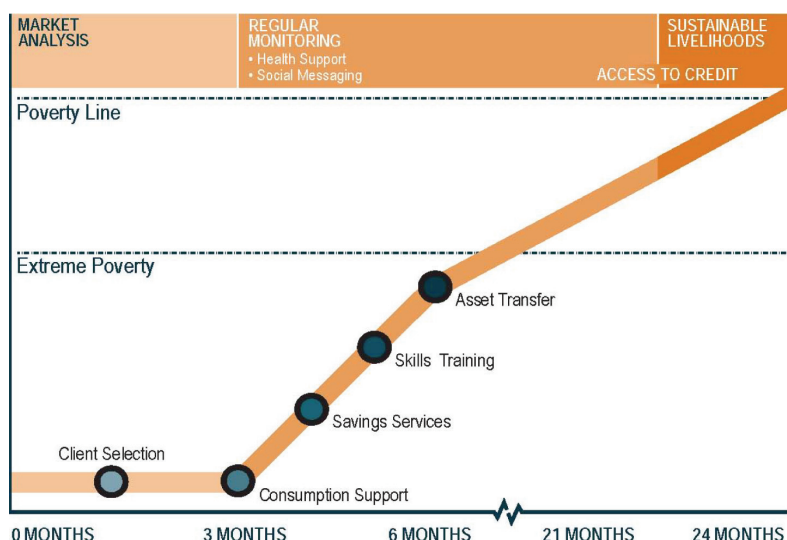 MARKET
ANALYSIS
REGULAR
MONITORING
• Health Support
• Social Messaging
SUSTAINABLE
LIVELIHOODS
ACCESS TO CREDIT
Poverty Line
Extreme Poverty
Asset Transfer
Skills Training
Savings Services
Client Selection
Consumption Support
0 MONTHS 3 MONTHS 6 MONTHS 21 MONTHS 24 MONTHS